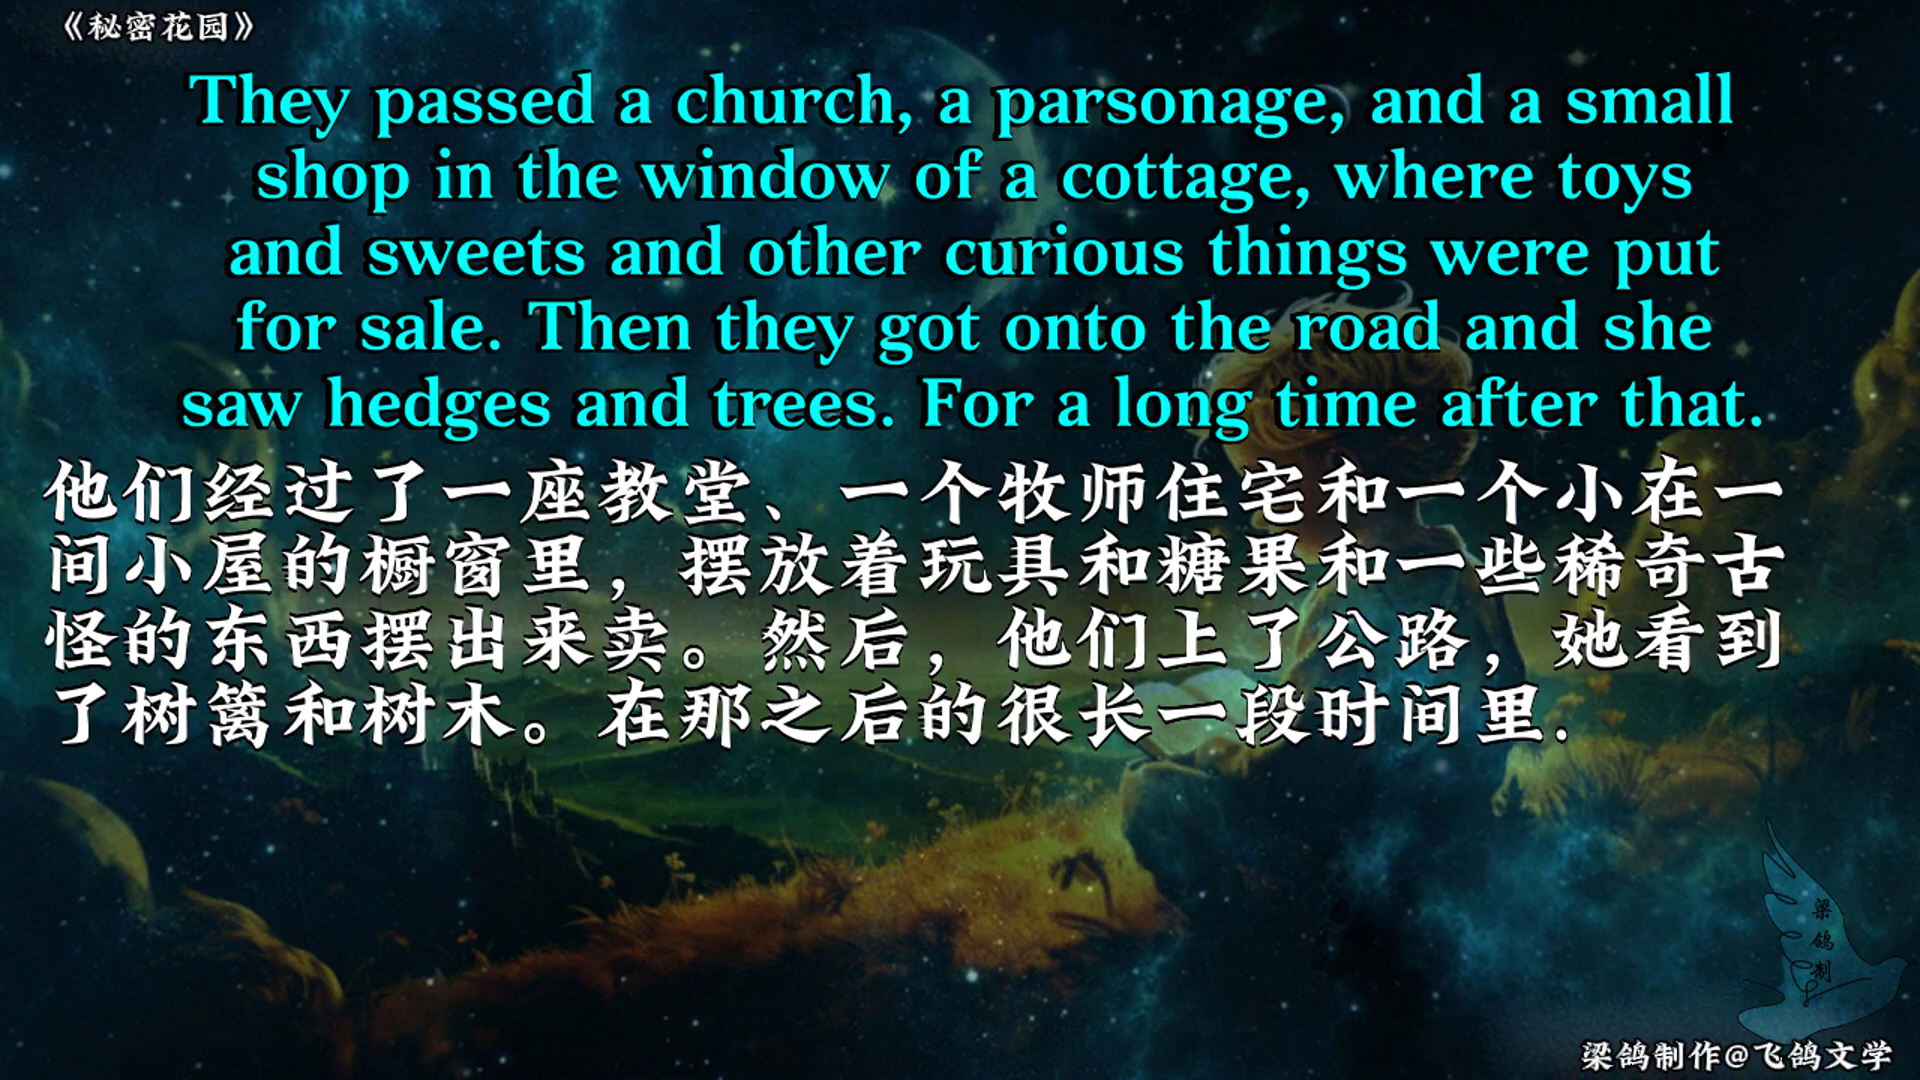 《秘密花园》
They passed a church, a parsonage, and a small
shop in the window of a cottage, where toys
and sweets and other curious things were put
for sale. Then they got onto the road and she
saw hedges and trees. For a long time after that.
他们经过了一座教堂、一个牧师住宅和一个小在一
间小屋的橱窗里，摆放着玩具和糖果和一些稀奇古
怪的东西摆出来卖。然后，他们上了公路，她看到
了树篱和树木。在那之后的很长一段时间里.
梁
鸽
制
梁鸽制作@飞鸽文学